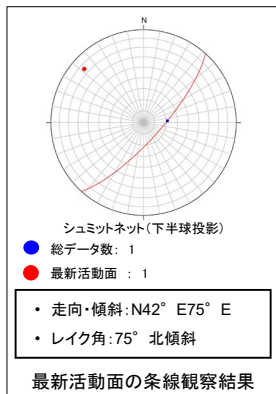 N
シュミットネット(下半球投影)
総データ数: 1
最新活動面 : 1
・ 走向・傾斜:N42°E75°E
・ レイク角:75°北傾斜
最新活動面の条線観察結果